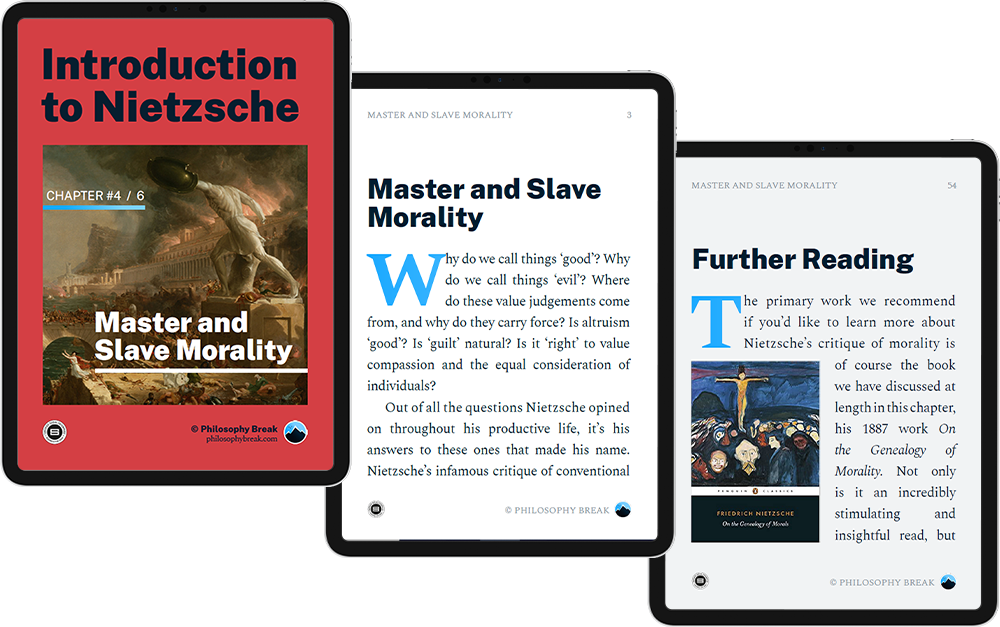 Introduction
to Nietzsche
CHAPTER #4 / 6
Master and
Slave Morality
© Philosophy Break
philosophybreak.com
MASTER AND SLAVE MORALITY 3
Master and Slave
Morality
Why do we call things ‘good’? Why
do we call things ‘evil’? Where
do these value judgements come
from, and why do they carry force? Is altruism
‘good’? Is ‘guilt’ natural? Is it ‘right’ to value
compassion and the equal consideration of
individuals?
Out of all the questions Nietzsche opined
on throughout his productive life, it’s his
answers to these ones that made his name.
Nietzsche’s infamous critique of conventional
© PHILOSOPHY BREAK
MASTER AND SLAVE MORALITY 54
Further Reading
The primary work we recommend
if you’d like to learn more about
Nietzsche’s critique of morality is
of course the book
we have discussed at
length in this chapter,
his 1887 work On
the Genealogy of
Morality. Not only
is it an incredibly
stimulating and
insightful read, but
PENGUIN CLASSICS
FRIEDRICH NIETZSCHE
On the Genealogy of Morals
© PHILOSOPHY BREAK